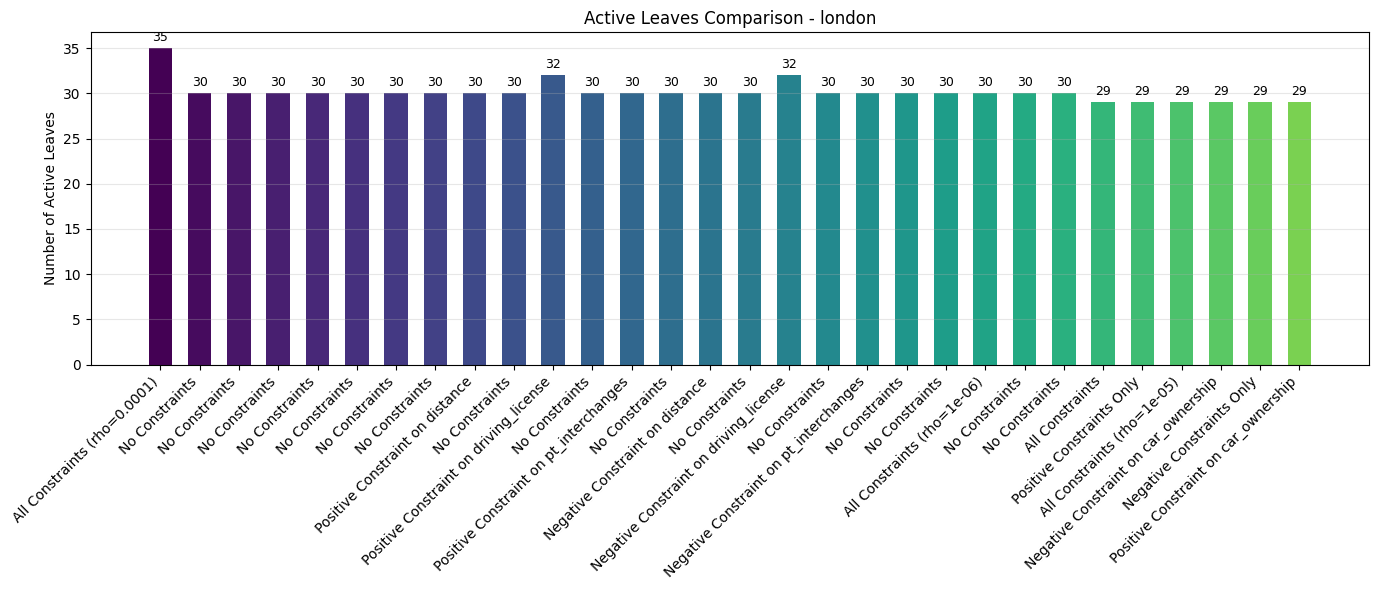 Active Leaves Comparison - london
Number of Active Leaves
35
30
25
20
15
10
5
0
35
30
30
30
30
30
30
30
30
30
32
30
30
30
30
30
32
30
30
30
30
30
30
30
29
29
29
29
29
29
All Constraints (rho=0.0001)
No Constraints
No Constraints
No Constraints
No Constraints
No Constraints
No Constraints
No Constraints
Positive Constraint on distance
No Constraints
Positive Constraint on driving_license
No Constraints
Positive Constraint on pt_interchanges
No Constraints
Negative Constraint on distance
No Constraints
Negative Constraint on driving_license
No Constraints
Negative Constraint on pt_interchanges
No Constraints
No Constraints
All Constraints (rho=1e-06)
No Constraints
No Constraints
All Constraints
Positive Constraints Only
All Constraints (rho=1e-05)
Negative Constraint on car_ownership
Negative Constraints Only
Positive Constraint on car_ownership